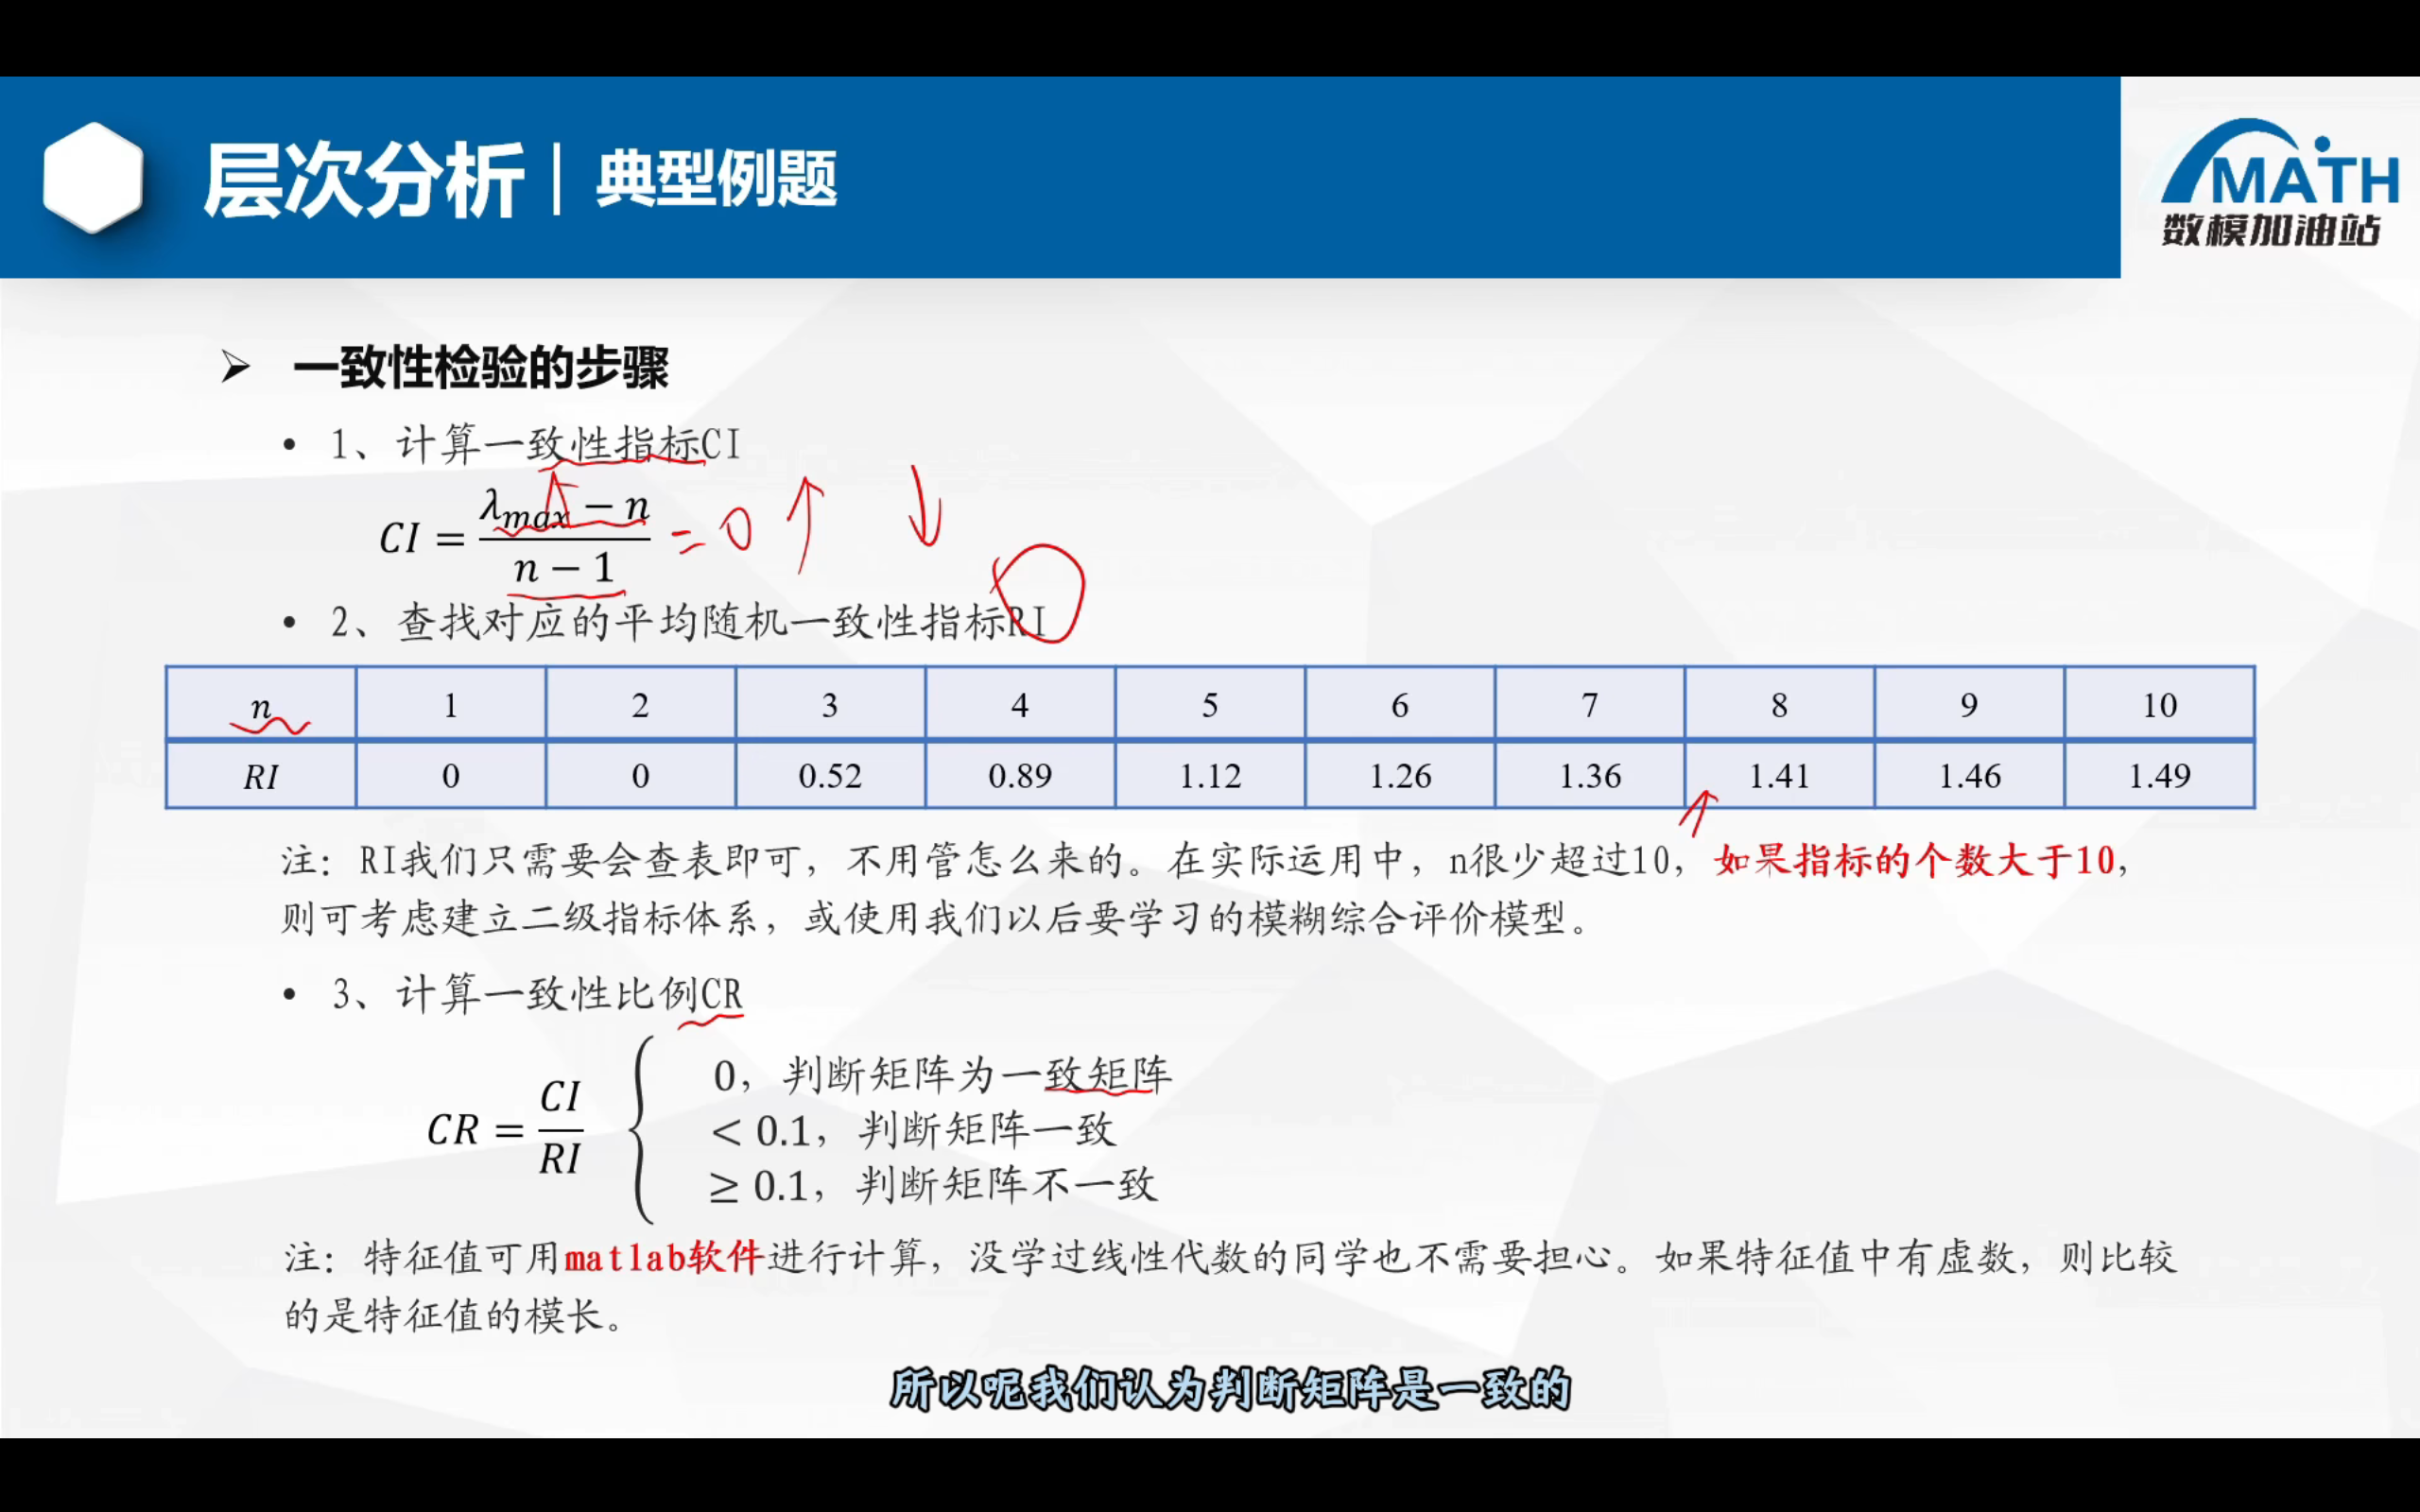 层次分析 | 典型例题
MATH
数模加油站
➢ 一致性检验的步骤
• 1、计算一致性指标CI
CI = (λmax − n) / (n − 1) = 0
• 2、查找对应的平均随机一致性指标RI
n 1 2 3 4 5 6 7 8 9 10
RI 0 0 0.52 0.89 1.12 1.26 1.36 1.41 1.46 1.49
注：RI我们只需要会查表即可，不用管怎么来的。在实际运用中，n很少超过10，如果指标的个数大于10，
则可考虑建立二级指标体系，或使用我们以后要学习的模糊综合评价模型。
• 3、计算一致性比例CR
CR = CI / RI
0，判断矩阵为一致矩阵
< 0.1，判断矩阵一致
≥ 0.1，判断矩阵不一致
注：特征值可用matlab软件进行计算，没学过线性代数的同学也不需要担心。如果特征值中有虚数，则比较
的是特征值的模长。
所以呢我们认为判断矩阵是一致的